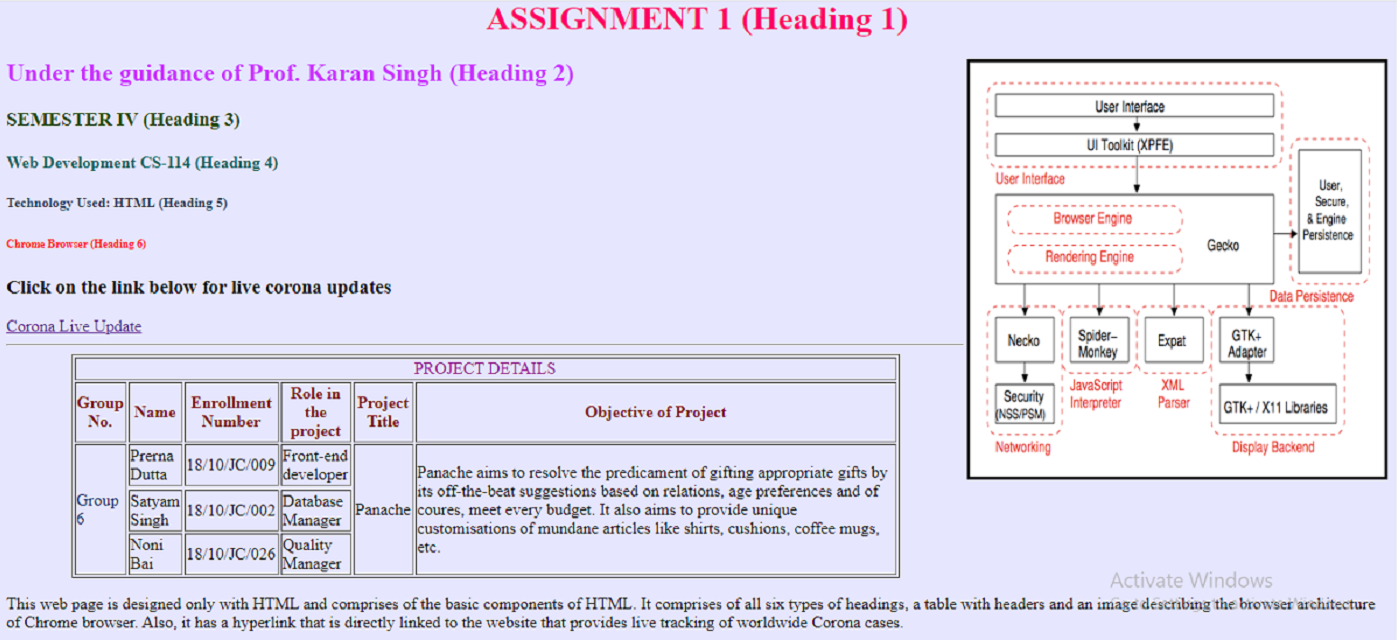 ASSIGNMENT 1 (Heading 1)
Under the guidance of Prof. Karan Singh (Heading 2)
SEMESTER IV (Heading 3)
Web Development CS-114 (Heading 4)
Technology Used: HTML (Heading 5)
Chrome Browser (Heading 6)
Click on the link below for live corona updates
Corona Live Update
User Interface
UI Toolkit (XPFE)
User Interface
User,
Secure,
& Engine
Persistence
Browser Engine
Rendering Engine
Gecko
Data Persistence
Necko
Spider–
Monkey
Expat
GTK+
Adapter
Security
(NSS/PSM)
JavaScript
Interpreter
XML
Parser
GTK+ / X11 Libraries
Networking
Display Backend
PROJECT DETAILS
Group
No.
Name
Enrollment
Number
Role in
the
project
Project
Title
Objective of Project
Group
6
Prerna
Dutta
18/10/JC/009
Front-end
developer
Satyam
Singh
18/10/JC/002
Database
Manager
Noni
Bai
18/10/JC/026
Quality
Manager
Panache
Panache aims to resolve the predicament of gifting appropriate gifts by
its off-the-beat suggestions based on relations, age preferences and of
coures, meet every budget. It also aims to provide unique
customisations of mundane articles like shirts, cushions, coffee mugs,
etc.
Activate Windows
This web page is designed only with HTML and comprises of the basic components of HTML. It comprises of all six types of headings, a table with headers and an image describing the browser architecture
of Chrome browser. Also, it has a hyperlink that is directly linked to the website that provides live tracking of worldwide Corona cases.